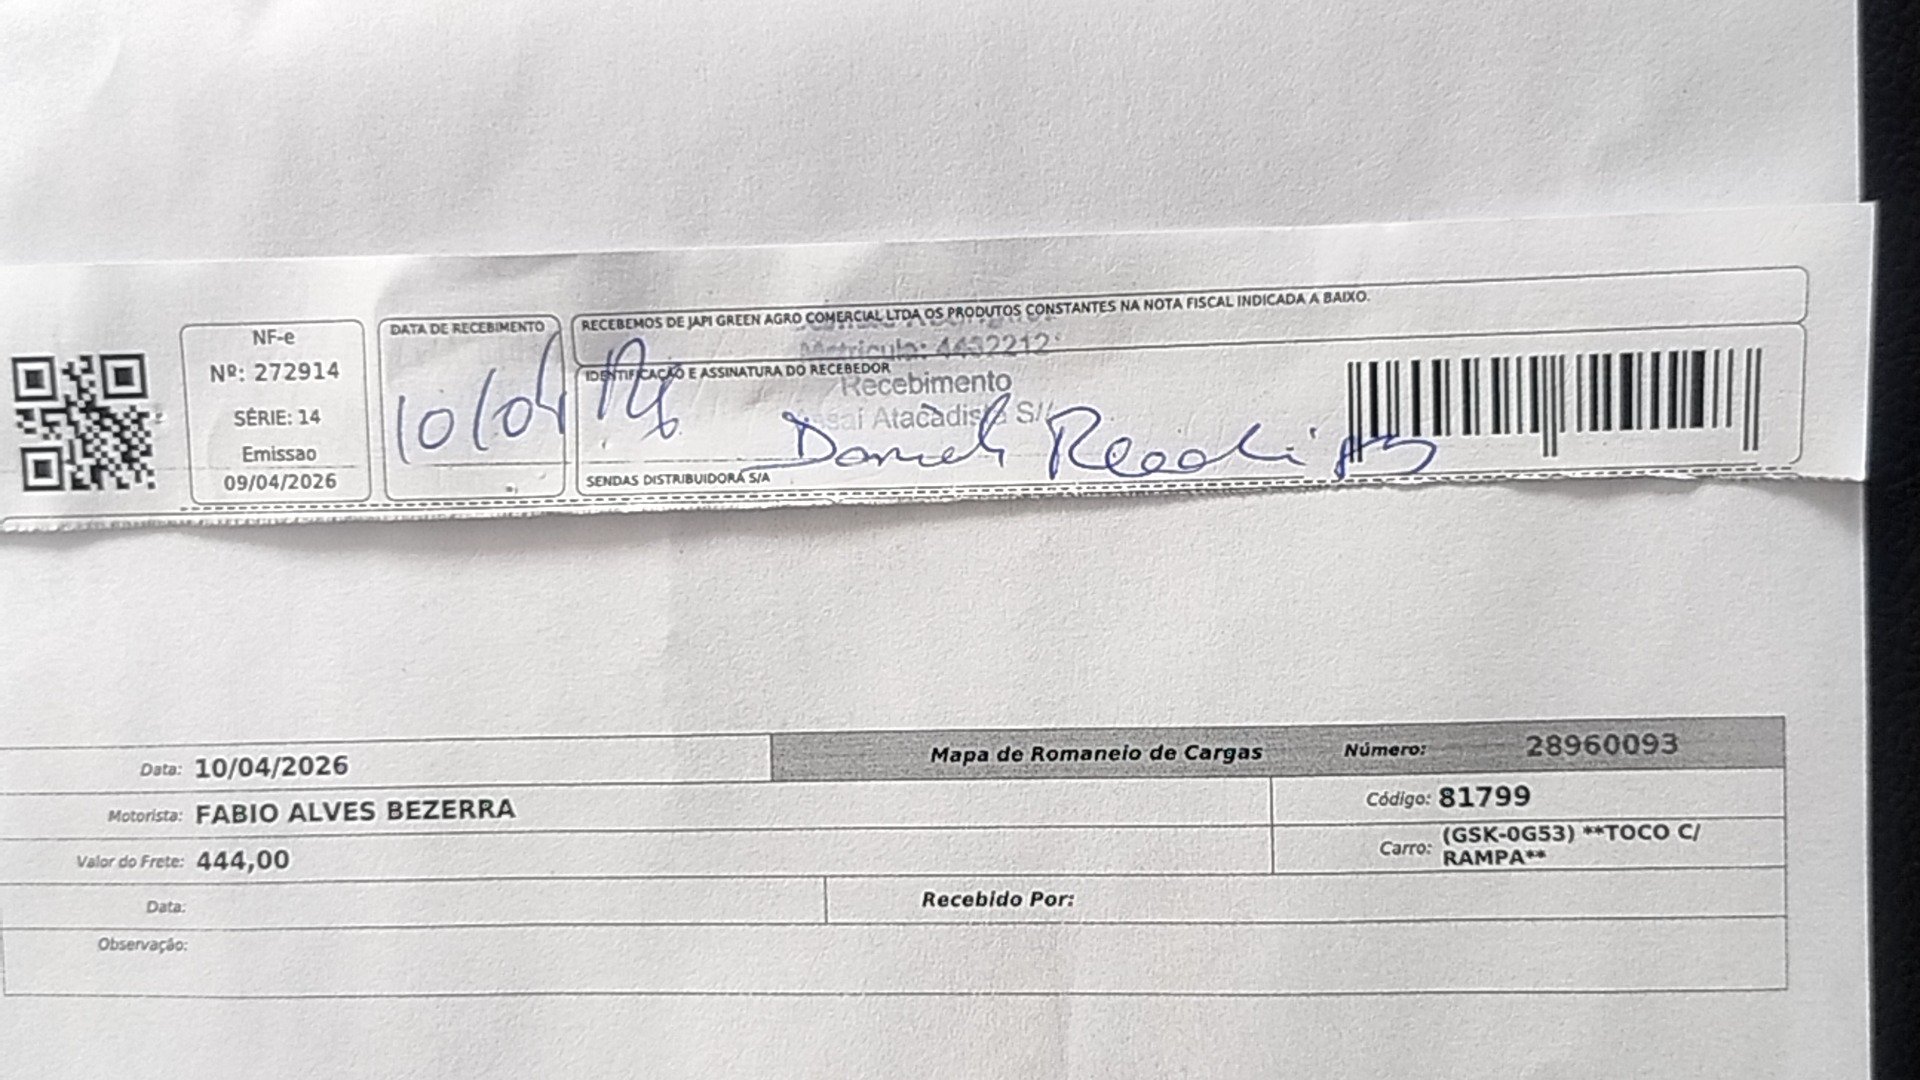 RECEBEMOS DE JAPI GREEN AGRO COMERCIAL LTDA OS PRODUTOS CONSTANTES NA NOTA FISCAL INDICADA A BAIXO.
NF-e
Nº: 272914
SÉRIE: 14
Emissao
09/04/2026
DATA DE RECEBIMENTO
10/04
Matricula: 4432212
IDENTIFICAÇÃO E ASSINATURA DO RECEBEDOR
Recebimento
Atacadista S/
SENDAS DISTRIBUIDORA S/A
Data: 10/04/2026
Mapa de Romaneio de Cargas Número: 28960093
Motorista: FABIO ALVES BEZERRA
Código: 81799
Valor do Frete: 444,00
Carro: (GSK-0G53) **TOCO C/
RAMPA**
Data:
Recebido Por:
Observação: